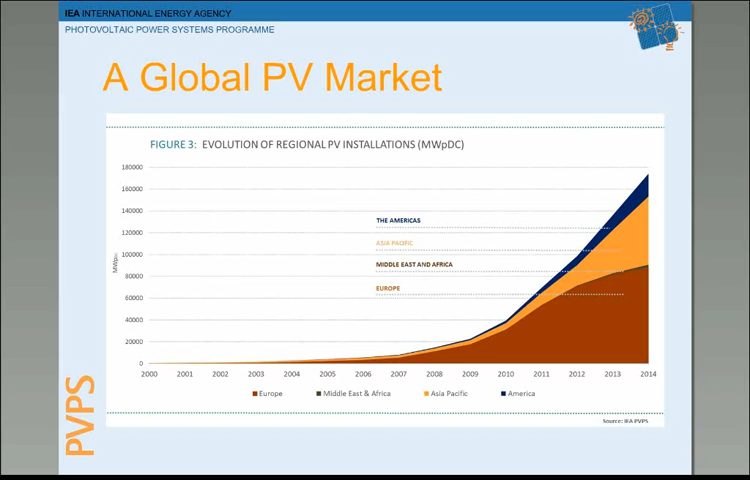 IEA INTERNATIONAL ENERGY AGENCY
PHOTOVOLTAIC POWER SYSTEMS PROGRAMME
A Global PV Market
FIGURE 3: EVOLUTION OF REGIONAL PV INSTALLATIONS (MWpDC)
180000
160000
140000
120000
100000
80000
60000
40000
20000
0
THE AMERICAS
ASIA PACIFIC
MIDDLE EAST AND AFRICA
EUROPE
2000 2001 2002 2003 2004 2005 2006 2007 2008 2009 2010 2011 2012 2013 2014
Europe Middle East & Africa Asia Pacific America
Source: IEA PVPS
PVPS